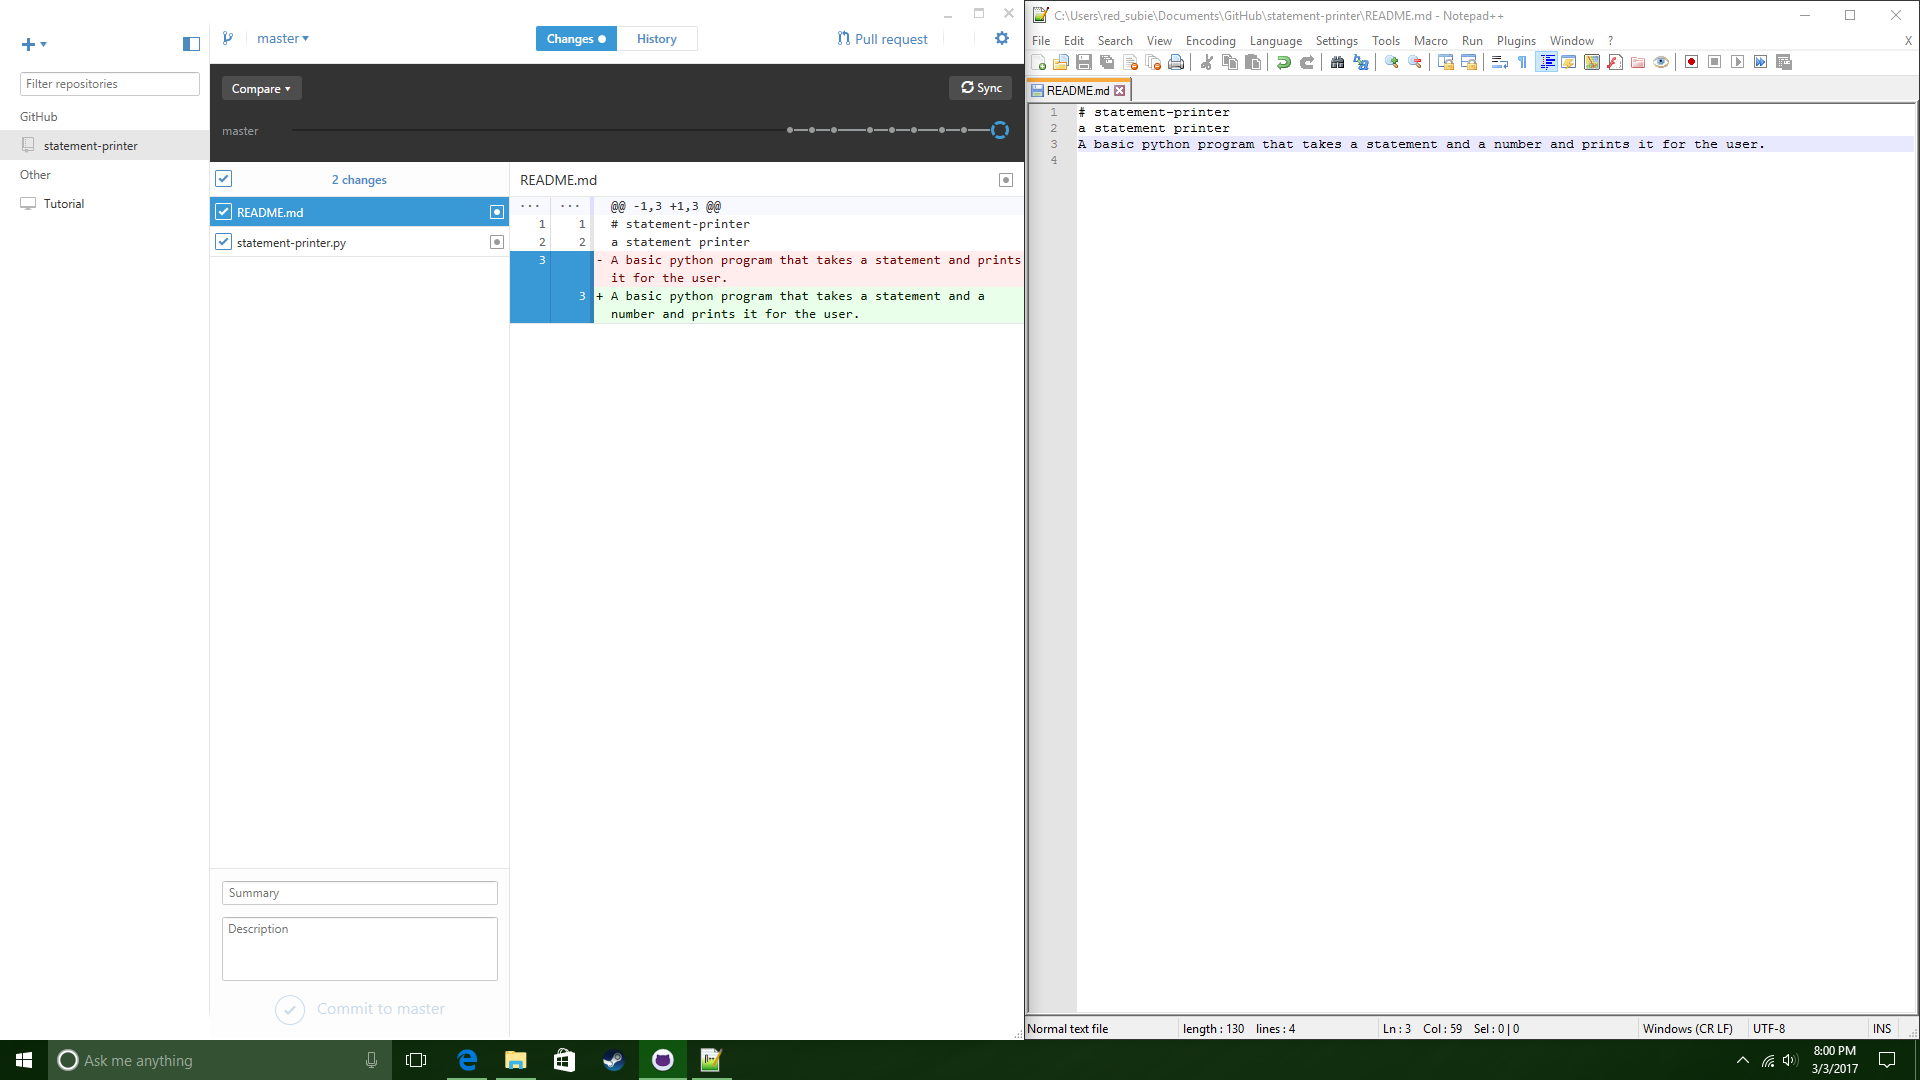 master
Changes
History
Pull request
Filter repositories
GitHub
statement-printer
Other
Tutorial
Compare
Sync
master
2 changes
README.md
statement-printer.py
README.md
... ... @@ -1,3 +1,3 @@
1 1 # statement-printer
2 2 a statement printer
3 - A basic python program that takes a statement and prints
it for the user.
3 + A basic python program that takes a statement and a
number and prints it for the user.
Summary
Description
Commit to master
C:\Users\red_subie\Documents\GitHub\statement-printer\README.md - Notepad++
File Edit Search View Encoding Language Settings Tools Macro Run Plugins Window ? X
README.md
1 # statement-printer
2 a statement printer
3 A basic python program that takes a statement and a number and prints it for the user.
4
Normal text file length : 130 lines : 4 Ln : 3 Col : 59 Sel : 0 | 0 Windows (CR LF) UTF-8 INS
Ask me anything
8:00 PM
3/3/2017